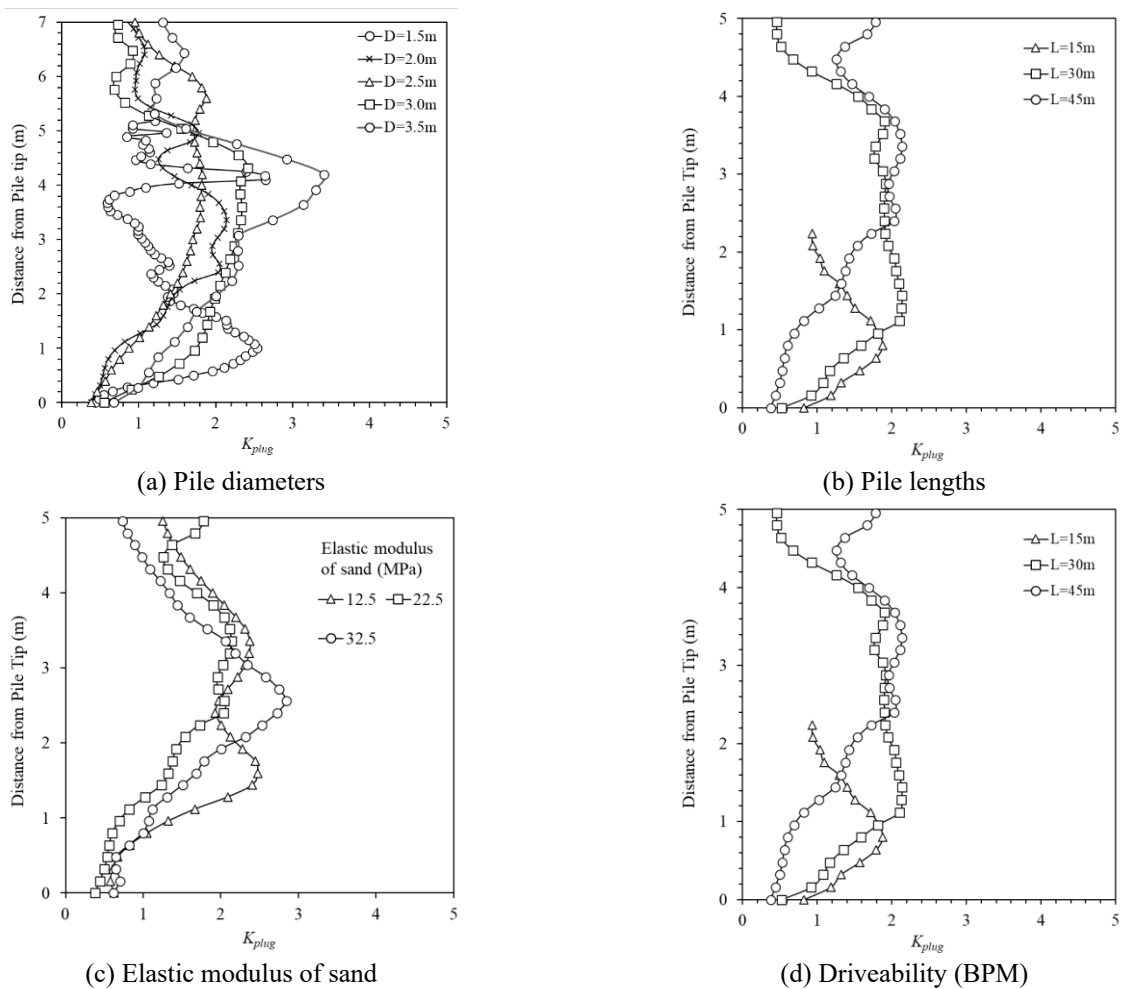 7
6
5
4
3
2
1
0
Distance from Pile tip (m)
D=1.5m
D=2.0m
D=2.5m
D=3.0m
D=3.5m
0 1 2 3 4 5
K_plug
(a) Pile diameters
5
4
3
2
1
0
Distance from Pile Tip (m)
L=15m
L=30m
L=45m
0 1 2 3 4 5
K_plug
(b) Pile lengths
5
4
3
2
1
0
Distance from Pile Tip (m)
Elastic modulus
of sand (MPa)
12.5 22.5
32.5
0 1 2 3 4 5
K_plug
(c) Elastic modulus of sand
5
4
3
2
1
0
Distance from Pile Tip (m)
L=15m
L=30m
L=45m
0 1 2 3 4 5
K_plug
(d) Driveability (BPM)